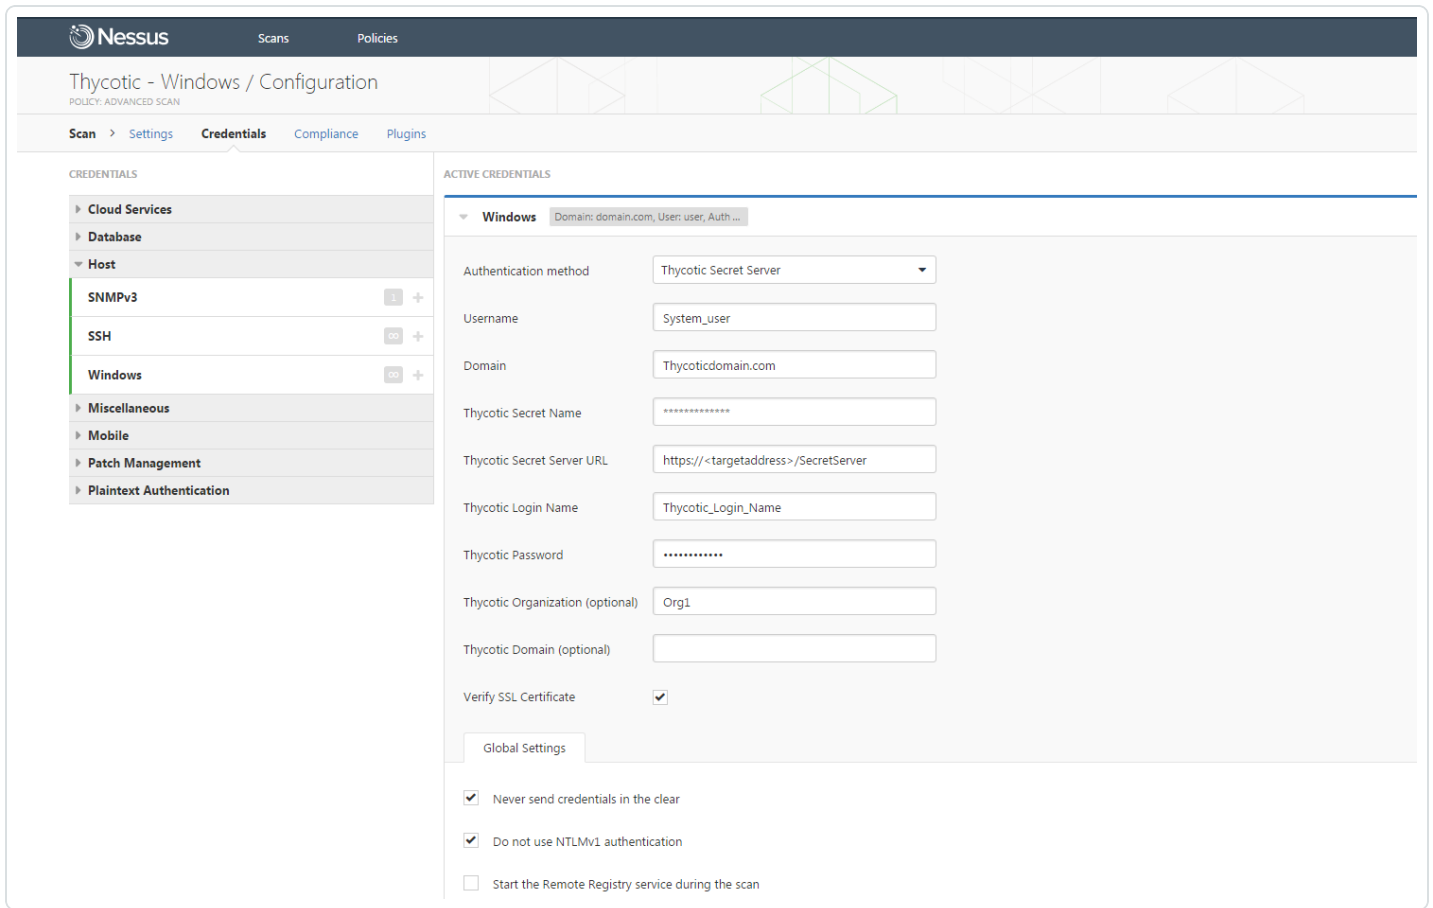 Nessus Scans Policies
Thycotic - Windows / Configuration
POLICY: ADVANCED SCAN
Scan > Settings Credentials Compliance Plugins
CREDENTIALS
Cloud Services
Database
Host
SNMPv3 1 +
SSH ∞ +
Windows ∞ +
Miscellaneous
Mobile
Patch Management
Plaintext Authentication
ACTIVE CREDENTIALS
Windows Domain: domain.com, User: user, Auth ...
Authentication method Thycotic Secret Server
Username System_user
Domain Thycoticdomain.com
Thycotic Secret Name *************
Thycotic Secret Server URL https://<targetaddress>/SecretServer
Thycotic Login Name Thycotic_Login_Name
Thycotic Password ••••••••••••
Thycotic Organization (optional) Org1
Thycotic Domain (optional)
Verify SSL Certificate
Global Settings
Never send credentials in the clear
Do not use NTLMv1 authentication
Start the Remote Registry service during the scan